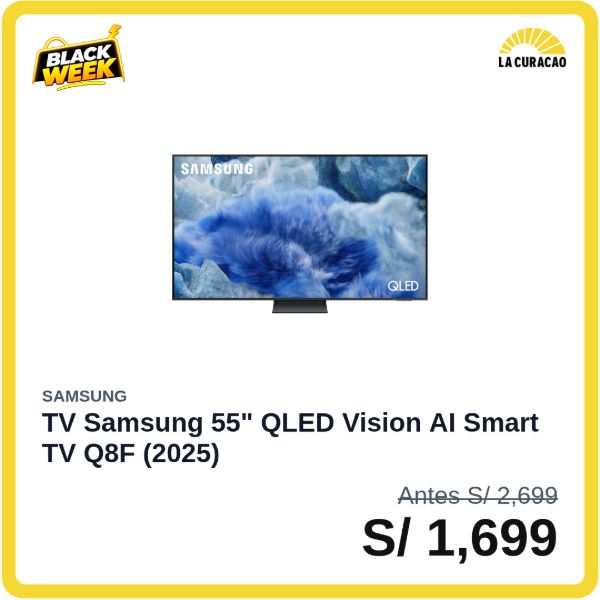 BLACK
WEEK
LA CURACAO
SAMSUNG
QLED
SAMSUNG
TV Samsung 55" QLED Vision AI Smart
TV Q8F (2025)
Antes S/ 2,699
S/ 1,699